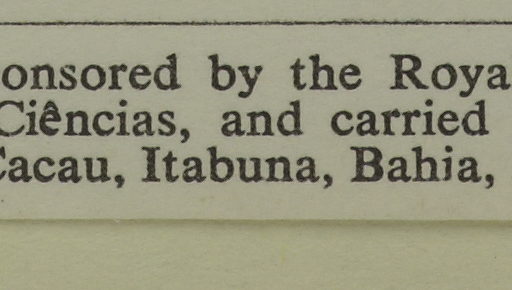 onsored by the Roya
Ciências, and carried
Cacau, Itabuna, Bahia,